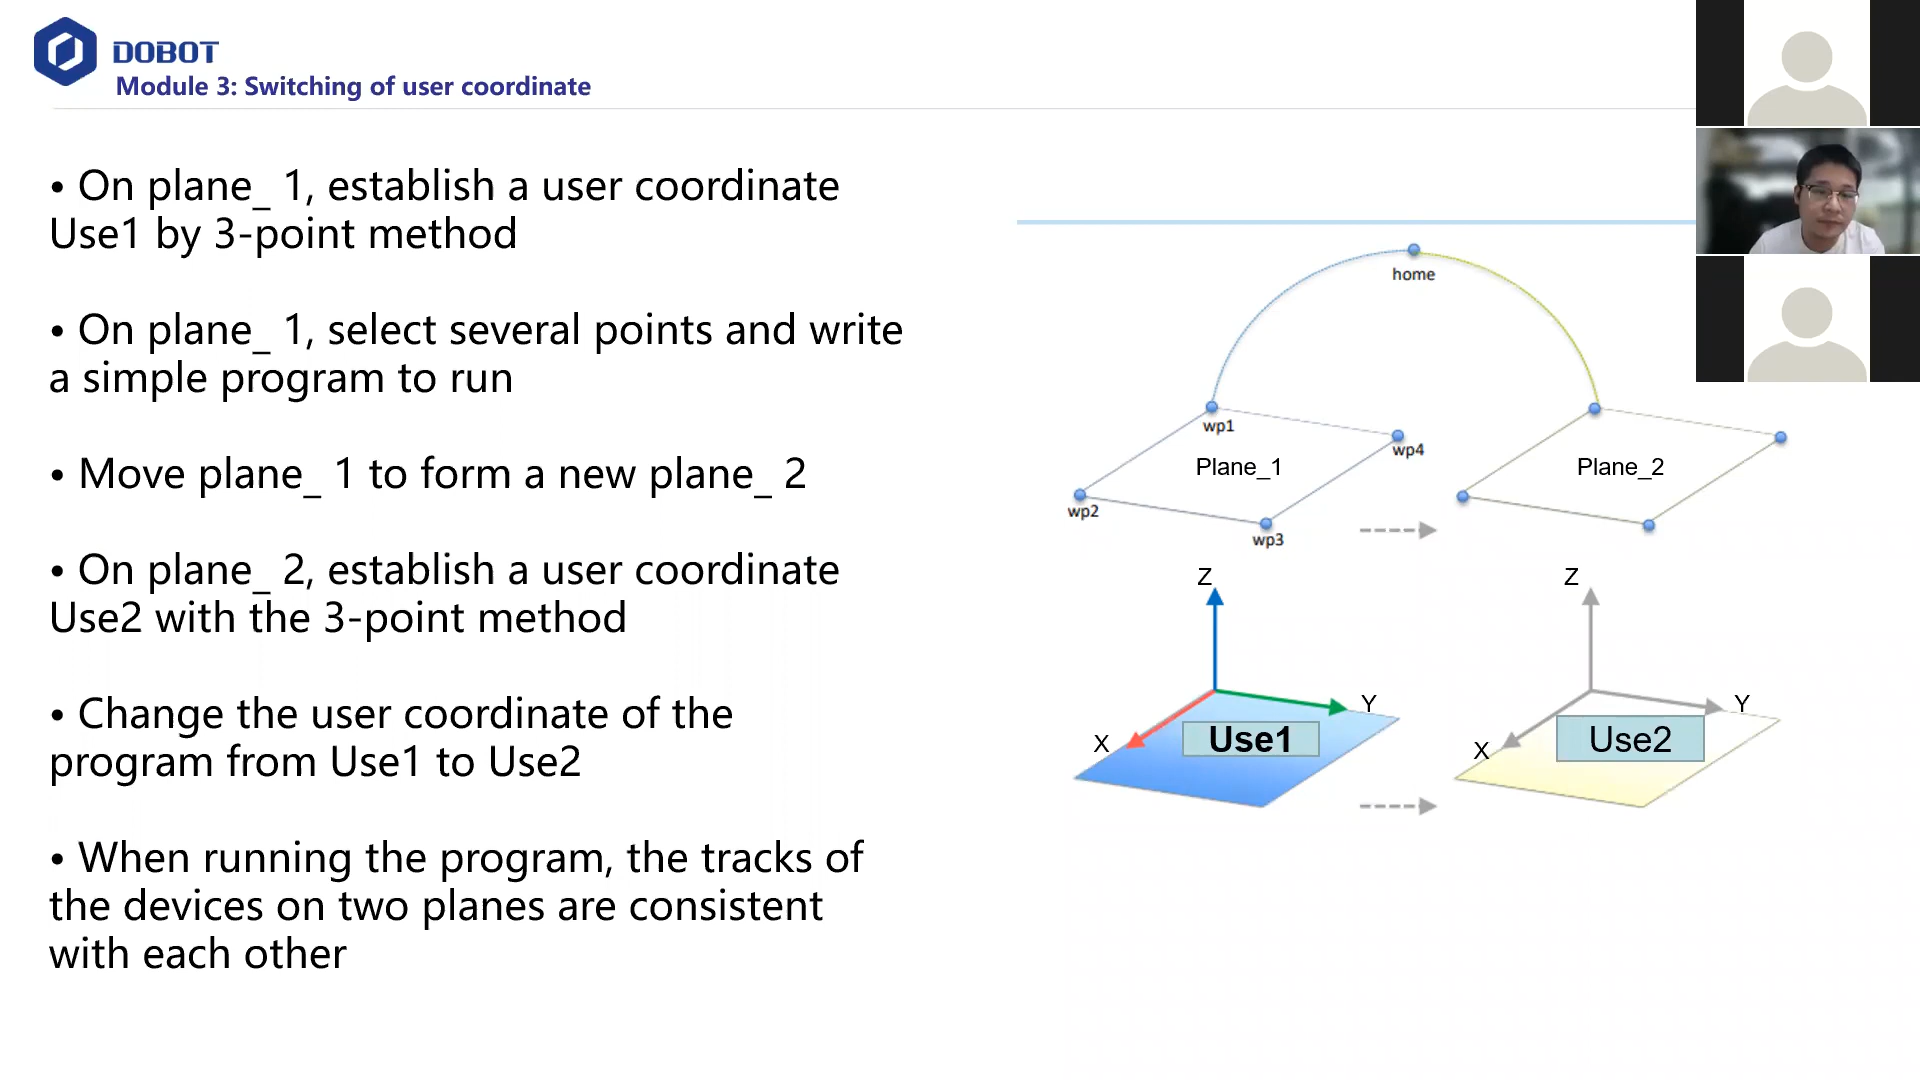 DOBOT
Module 3: Switching of user coordinate
• On plane_ 1, establish a user coordinate
Use1 by 3-point method
• On plane_ 1, select several points and write
a simple program to run
• Move plane_ 1 to form a new plane_ 2
• On plane_ 2, establish a user coordinate
Use2 with the 3-point method
• Change the user coordinate of the
program from Use1 to Use2
• When running the program, the tracks of
the devices on two planes are consistent
with each other
home
wp1
wp4
Plane_1
wp2
wp3
Plane_2
Z
Y
X
Use1
Z
Y
X
Use2